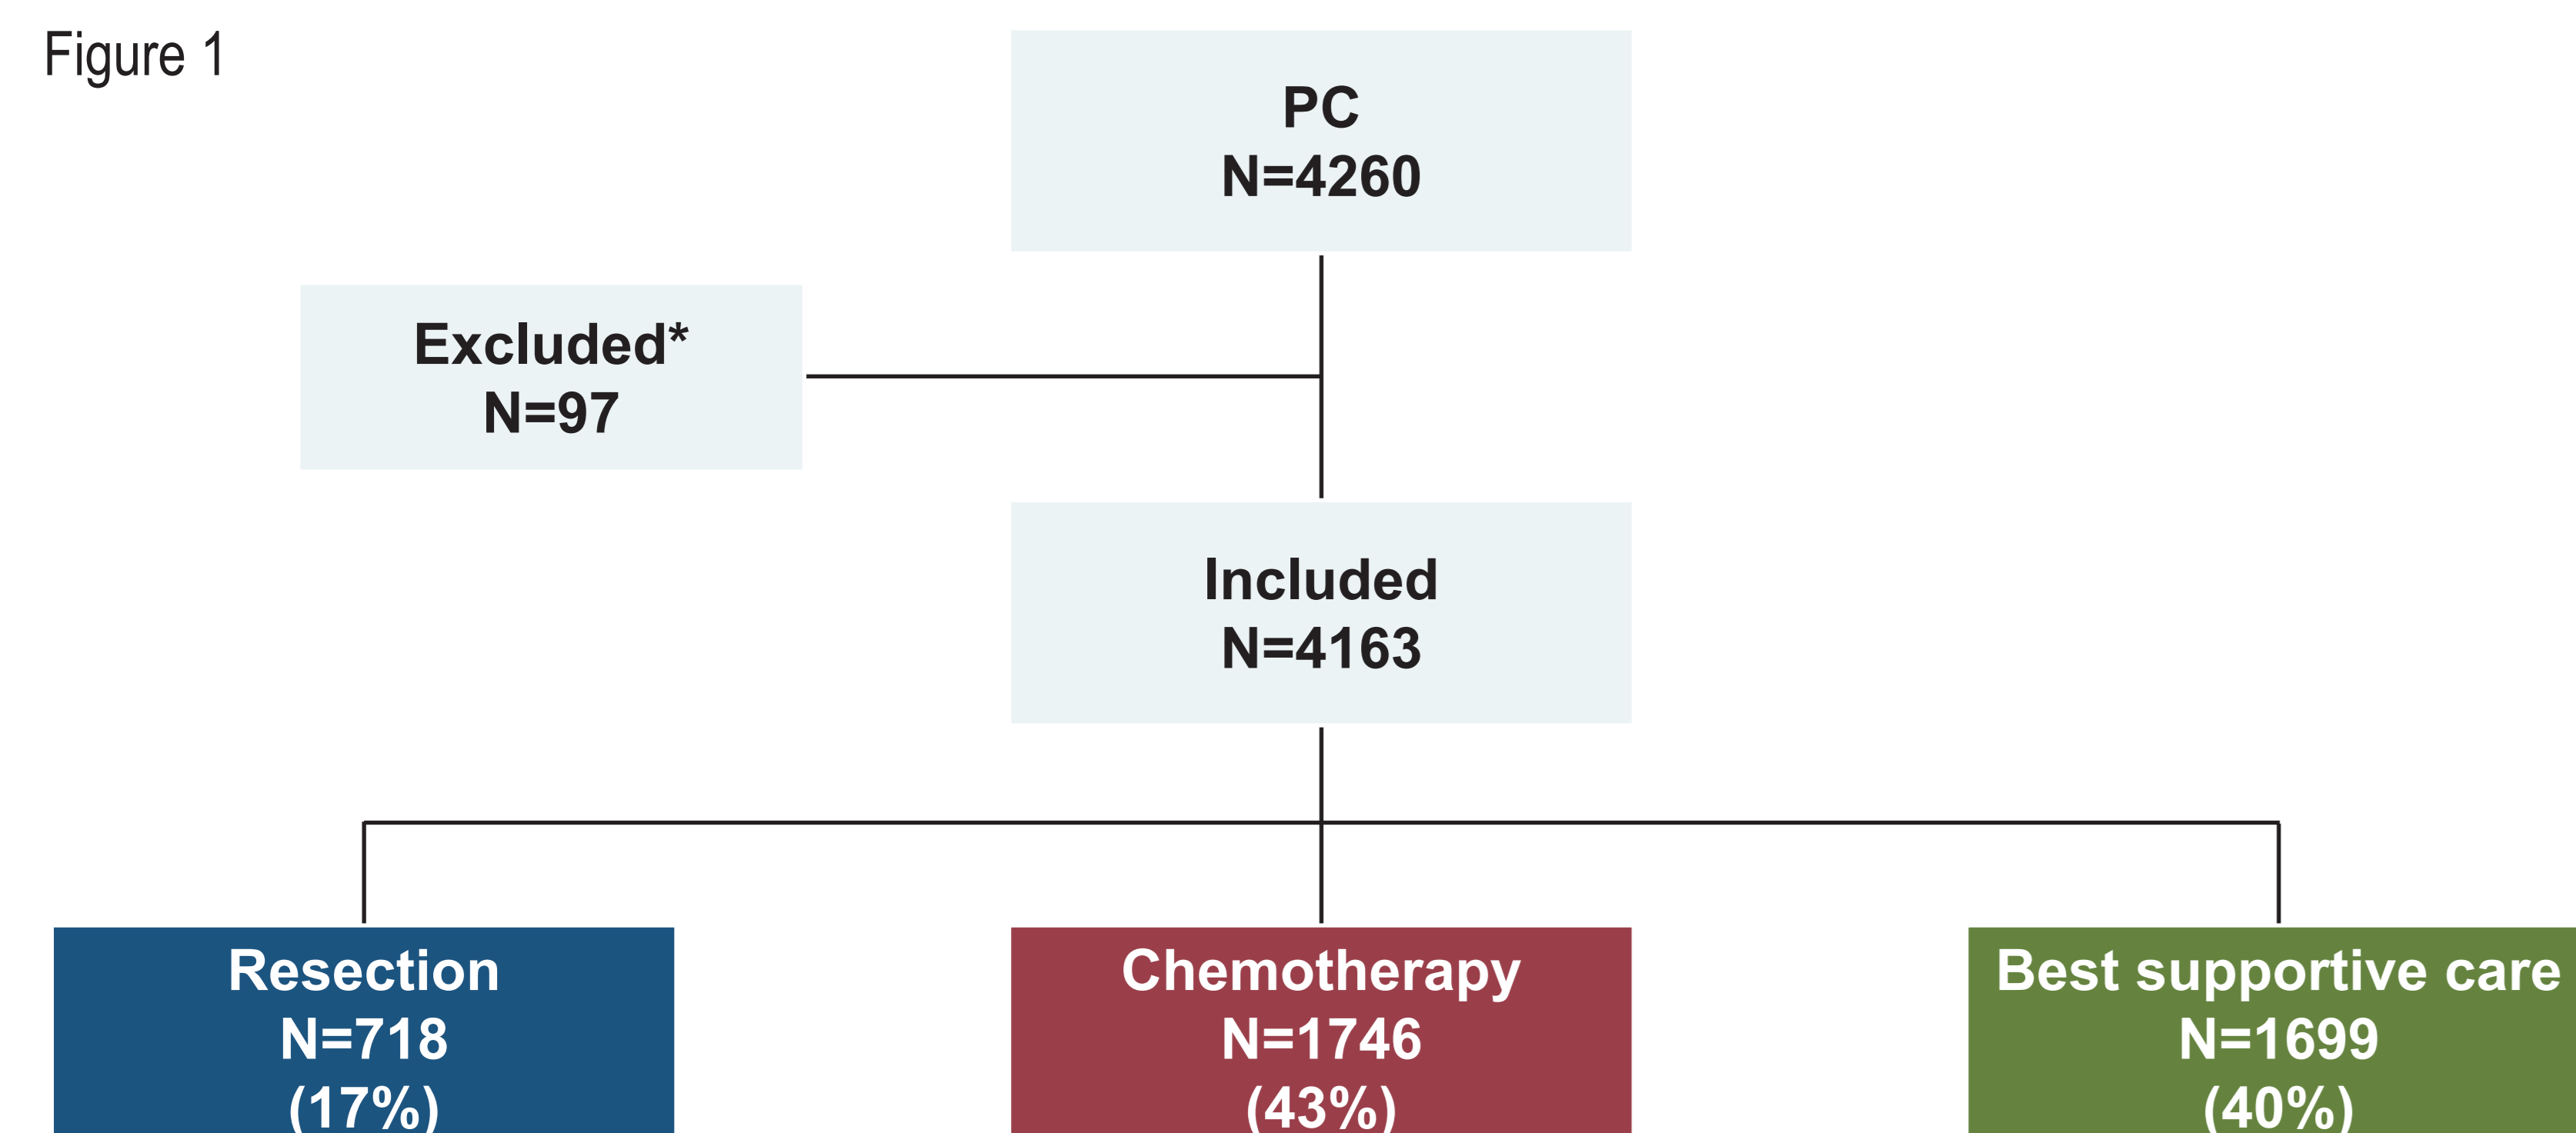 Figure 1
PC
N=4260
Excluded*
N=97
Included
N=4163
Resection
N=718
(17%)
Chemotherapy
N=1746
(43%)
Best supportive care
N=1699
(40%)